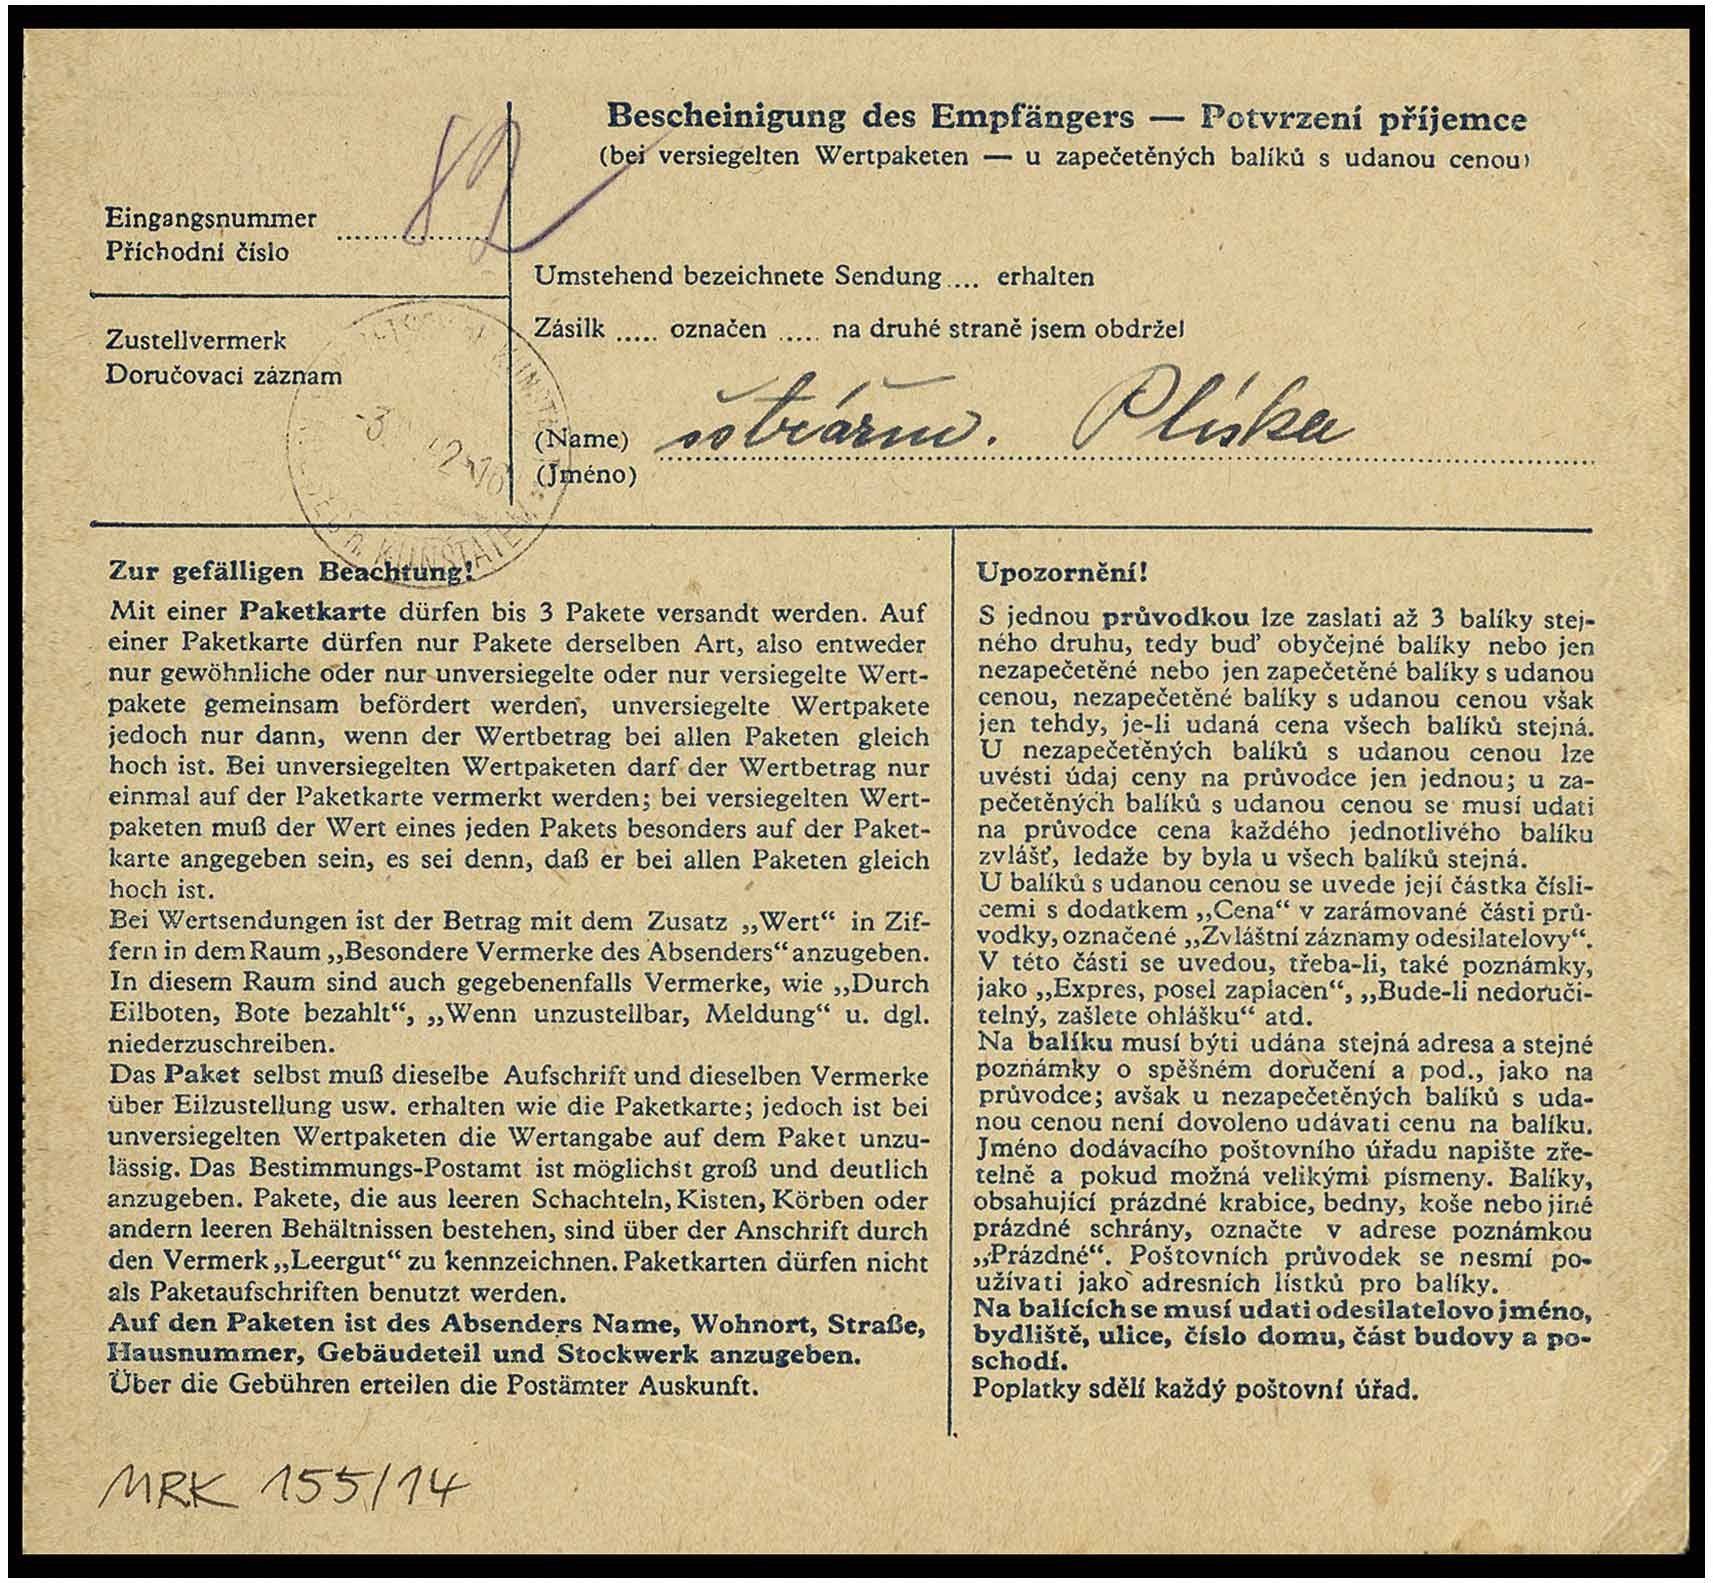 Bescheinigung des Empfängers — Potvrzení příjemce
(bei versiegelten Wertpaketen — u zapečetěných balíků s udanou cenou)
82
Eingangsnummer ....................
Příchodní číslo
Umstehend bezeichnete Sendung .... erhalten
Zásilk ..... označen ..... na druhé straně jsem obdržel
Zustellvermerk
Doručovací záznam
(Name) Plíska
(Jméno)
KUNŠTATEM
Zur gefälligen Beachtung!
Mit einer Paketkarte dürfen bis 3 Pakete versandt werden. Auf
einer Paketkarte dürfen nur Pakete derselben Art, also entweder
nur gewöhnliche oder nur unversiegelte oder nur versiegelte Wert-
pakete gemeinsam befördert werden, unversiegelte Wertpakete
jedoch nur dann, wenn der Wertbetrag bei allen Paketen gleich
hoch ist. Bei unversiegelten Wertpaketen darf der Wertbetrag nur
einmal auf der Paketkarte vermerkt werden; bei versiegelten Wert-
paketen muß der Wert eines jeden Pakets besonders auf der Paket-
karte angegeben sein, es sei denn, daß er bei allen Paketen gleich
hoch ist.
Bei Wertsendungen ist der Betrag mit dem Zusatz „Wert“ in Zif-
fern in dem Raum „Besondere Vermerke des Absenders“ anzugeben.
In diesem Raum sind auch gegebenenfalls Vermerke, wie „Durch
Eilboten, Bote bezahlt“, „Wenn unzustellbar, Meldung“ u. dgl.
niederzuschreiben.
Das Paket selbst muß dieselbe Aufschrift und dieselben Vermerke
über Eilzustellung usw. erhalten wie die Paketkarte; jedoch ist bei
unversiegelten Wertpaketen die Wertangabe auf dem Paket unzu-
lässig. Das Bestimmungs-Postamt ist möglichst groß und deutlich
anzugeben. Pakete, die aus leeren Schachteln, Kisten, Körben oder
andern leeren Behältnissen bestehen, sind über der Anschrift durch
den Vermerk „Leergut“ zu kennzeichnen. Paketkarten dürfen nicht
als Paketaufschriften benutzt werden.
Auf den Paketen ist des Absenders Name, Wohnort, Straße,
Hausnummer, Gebäudeteil und Stockwerk anzugeben.
Über die Gebühren erteilen die Postämter Auskunft.
Upozornění!
S jednou průvodkou lze zaslati až 3 balíky stej-
ného druhu, tedy buď obyčejné balíky nebo jen
nezapečetěné nebo jen zapečetěné balíky s udanou
cenou, nezapečetěné balíky s udanou cenou však
jen tehdy, je-li udaná cena všech balíků stejná.
U nezapečetěných balíků s udanou cenou lze
uvésti údaj ceny na průvodce jen jednou; u za-
pečetěných balíků s udanou cenou se musí udati
na průvodce cena každého jednotlivého balíku
zvlášť, ledaže by byla u všech balíků stejná.
U balíků s udanou cenou se uvede její částka čísli-
cemi s dodatkem „Cena“ v zarámované části prů-
vodky, označené „Zvláštní záznamy odesilatelovy“.
V této části se uvedou, třeba-li, také poznámky,
jako „Expres, posel zaplacen“, „Bude-li nedoruči-
telný, zašlete ohlášku“ atd.
Na balíku musí býti udána stejná adresa a stejné
poznámky o spěšném doručení a pod., jako na
průvodce; avšak u nezapečetěných balíků s uda-
nou cenou není dovoleno udávati cenu na balíku.
Jméno dodávacího poštovního úřadu napište zře-
telně a pokud možná velikými písmeny. Balíky,
obsahující prázdné krabice, bedny, koše nebo jiné
prázdné schrány, označte v adrese poznámkou
„Prázdné“. Poštovních průvodek se nesmí po-
užívati jako adresních lístků pro balíky.
Na balících se musí udati odesilatelovo jméno,
bydliště, ulice, číslo domu, část budovy a po-
schodí.
Poplatky sdělí každý poštovní úřad.
MRK 155/14